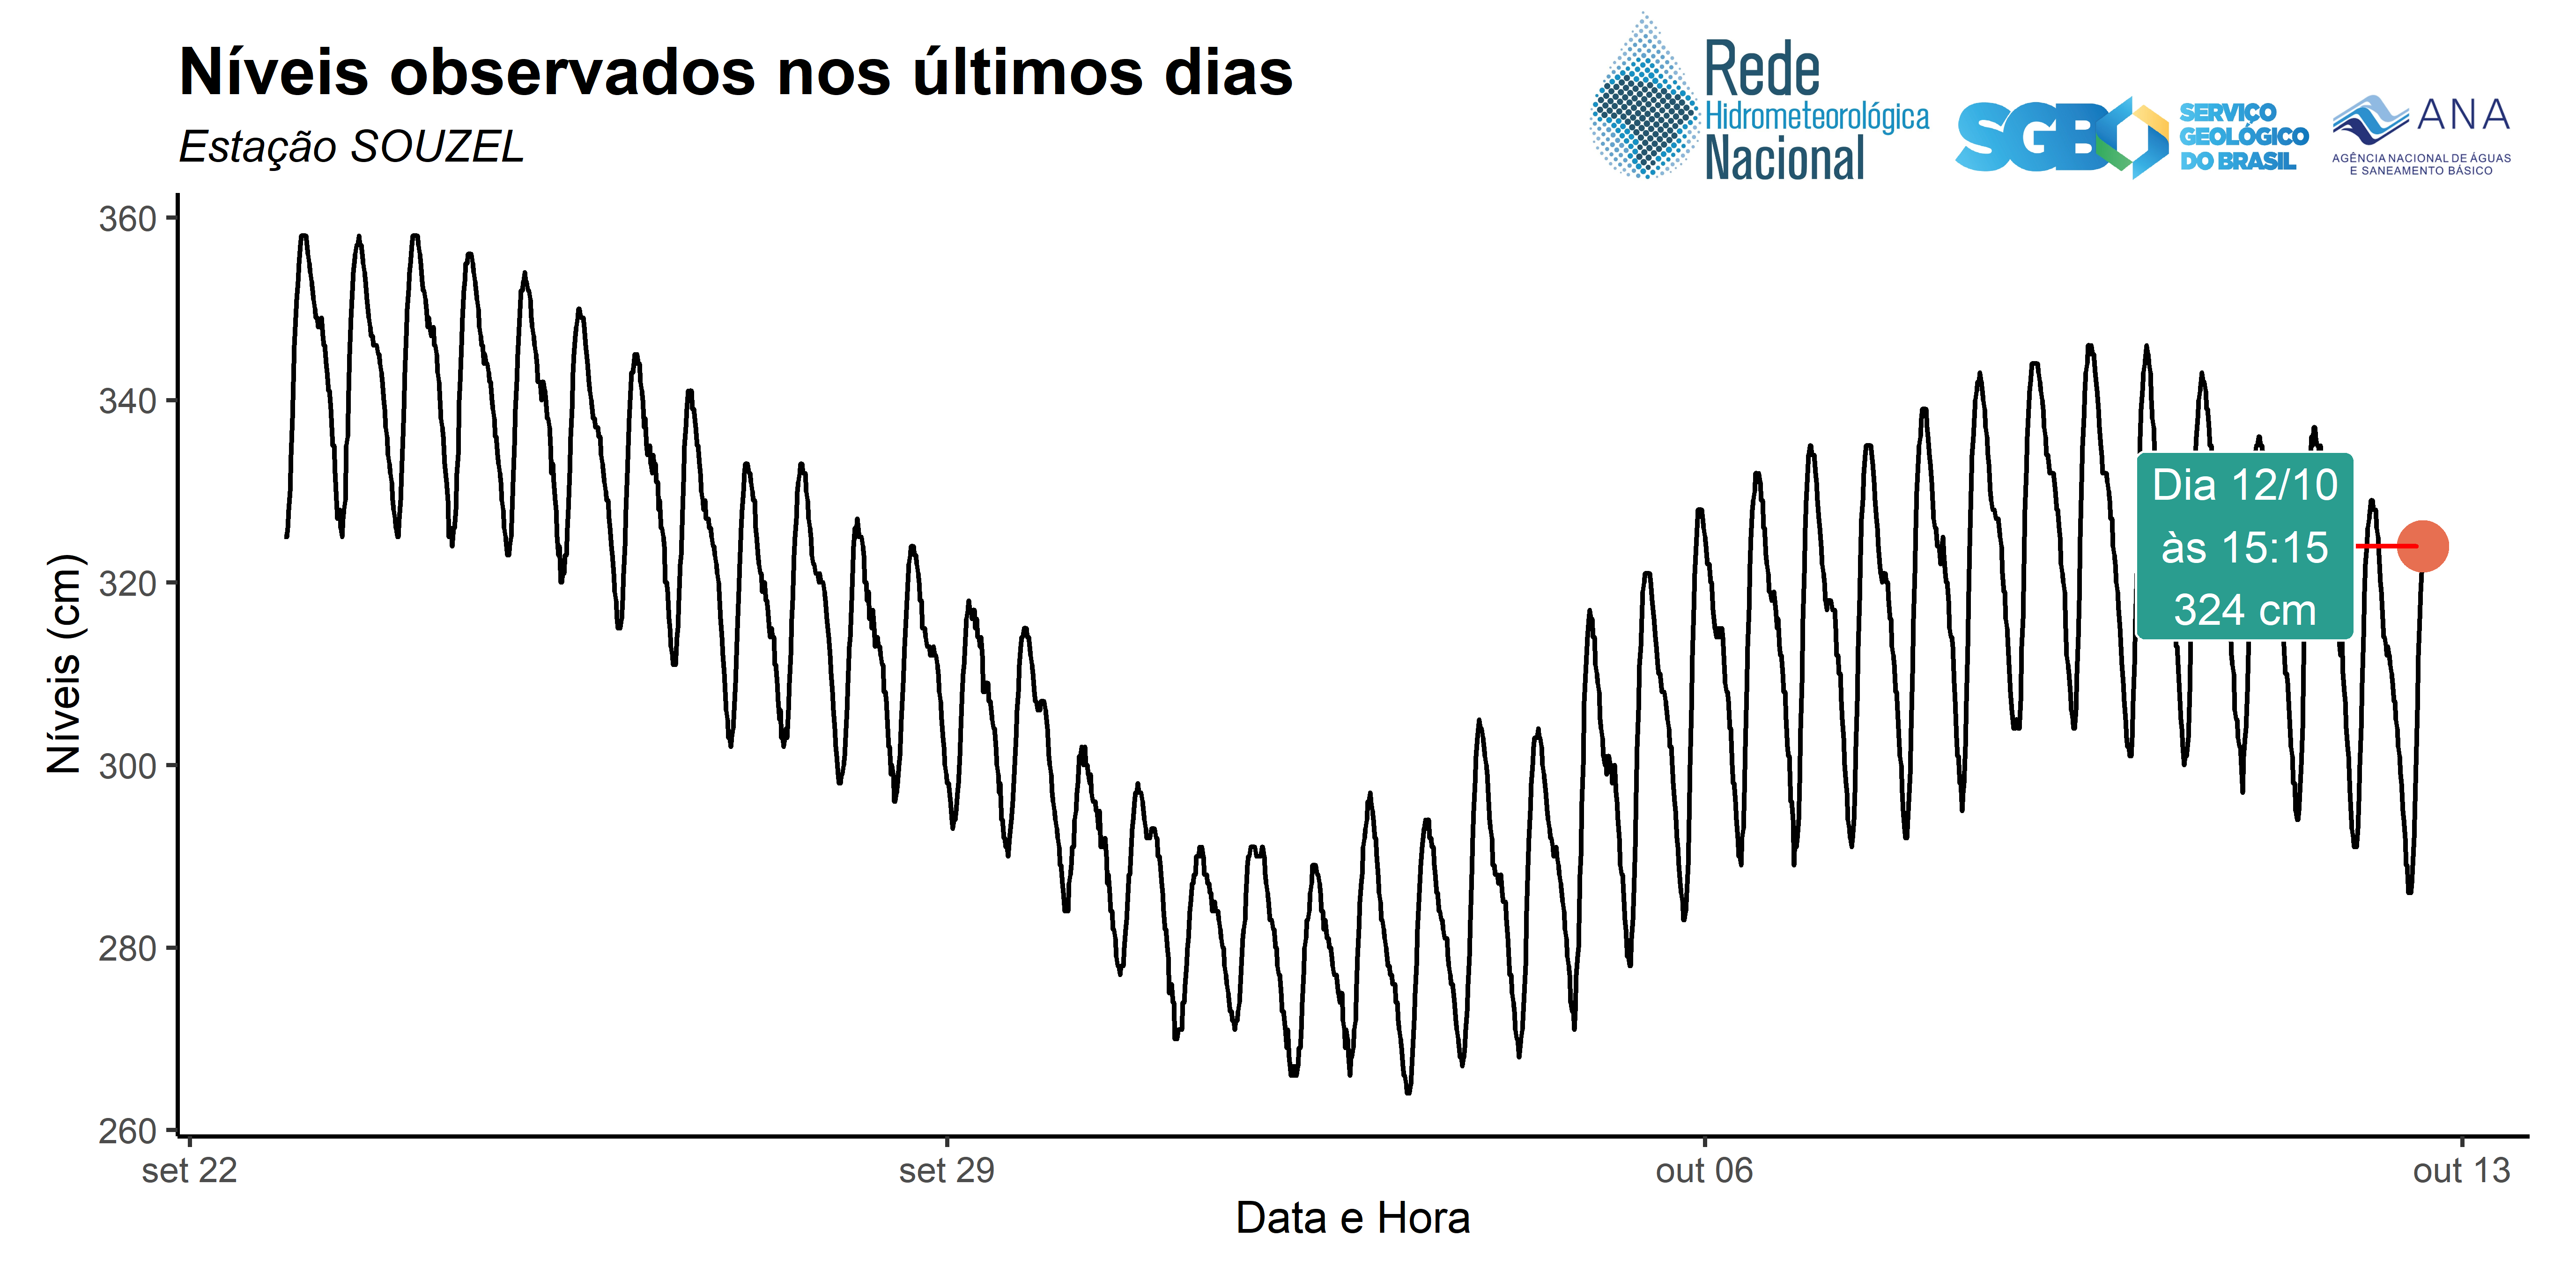 Níveis observados nos últimos dias
Estação SOUZEL
Rede
Hidrometeorológica
Nacional
SGB
SERVIÇO
GEOLÓGICO
DO BRASIL
ANA
AGÊNCIA NACIONAL DE ÁGUAS
E SANEAMENTO BÁSICO
360
340
320
300
280
260
Níveis (cm)
Dia 12/10
às 15:15
324 cm
set 22
set 29
out 06
out 13
Data e Hora